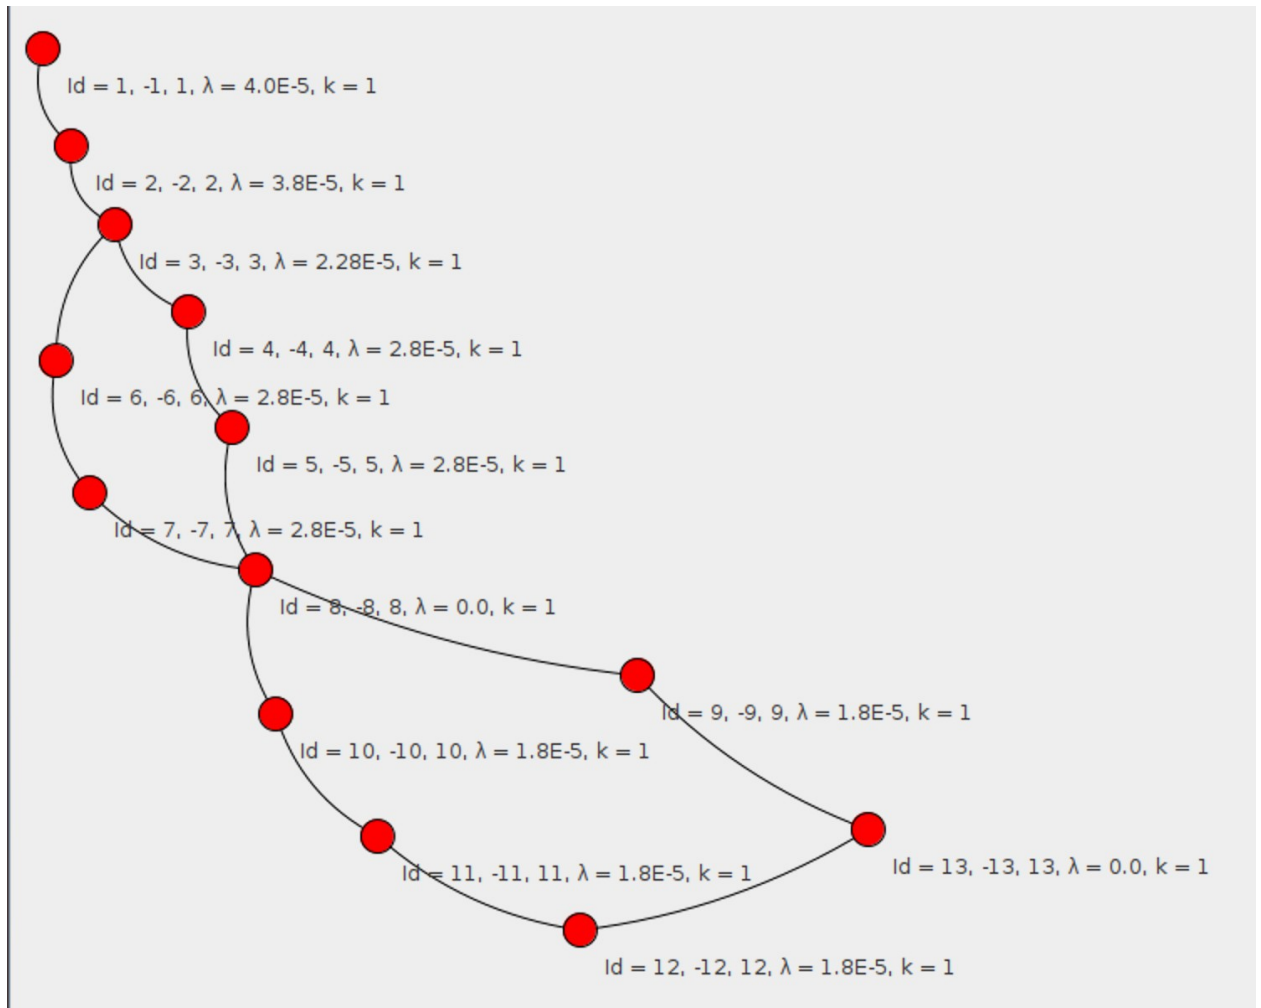 Id = 1, -1, 1, λ = 4.0E-5, k = 1
Id = 2, -2, 2, λ = 3.8E-5, k = 1
Id = 3, -3, 3, λ = 2.28E-5, k = 1
Id = 4, -4, 4, λ = 2.8E-5, k = 1
Id = 6, -6, 6, λ = 2.8E-5, k = 1
Id = 5, -5, 5, λ = 2.8E-5, k = 1
Id = 7, -7, 7, λ = 2.8E-5, k = 1
Id = 8, -8, 8, λ = 0.0, k = 1
Id = 9, -9, 9, λ = 1.8E-5, k = 1
Id = 10, -10, 10, λ = 1.8E-5, k = 1
Id = 13, -13, 13, λ = 0.0, k = 1
Id = 11, -11, 11, λ = 1.8E-5, k = 1
Id = 12, -12, 12, λ = 1.8E-5, k = 1